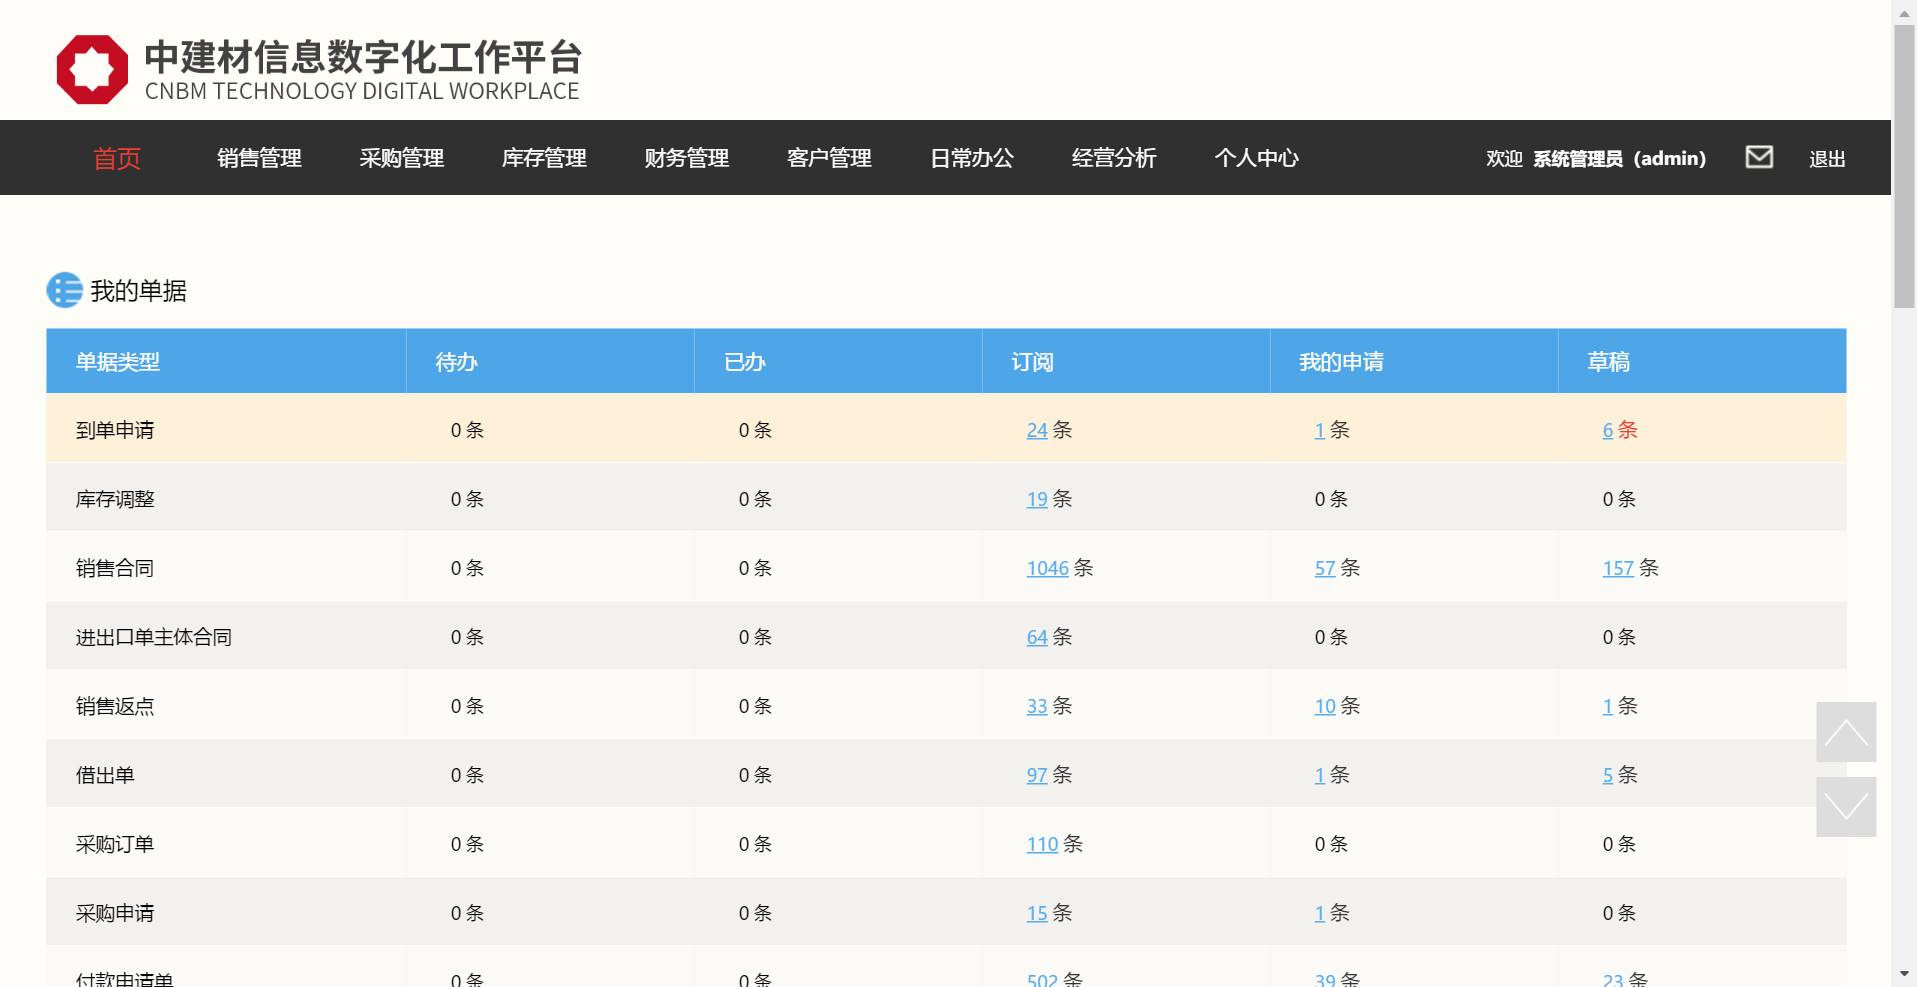 中建材信息数字化工作平台
CNBM TECHNOLOGY DIGITAL WORKPLACE
首页 销售管理 采购管理 库存管理 财务管理 客户管理 日常办公 经营分析 个人中心 欢迎 系统管理员（admin） 退出
我的单据
单据类型 待办 已办 订阅 我的申请 草稿
到单申请 0 条 0 条 24 条 1 条 6 条
库存调整 0 条 0 条 19 条 0 条 0 条
销售合同 0 条 0 条 1046 条 57 条 157 条
进出口单主体合同 0 条 0 条 64 条 0 条 0 条
销售返点 0 条 0 条 33 条 10 条 1 条
借出单 0 条 0 条 97 条 1 条 5 条
采购订单 0 条 0 条 110 条 0 条 0 条
采购申请 0 条 0 条 15 条 1 条 0 条
付款申请单 0 条 0 条 502 条 39 条 23 条